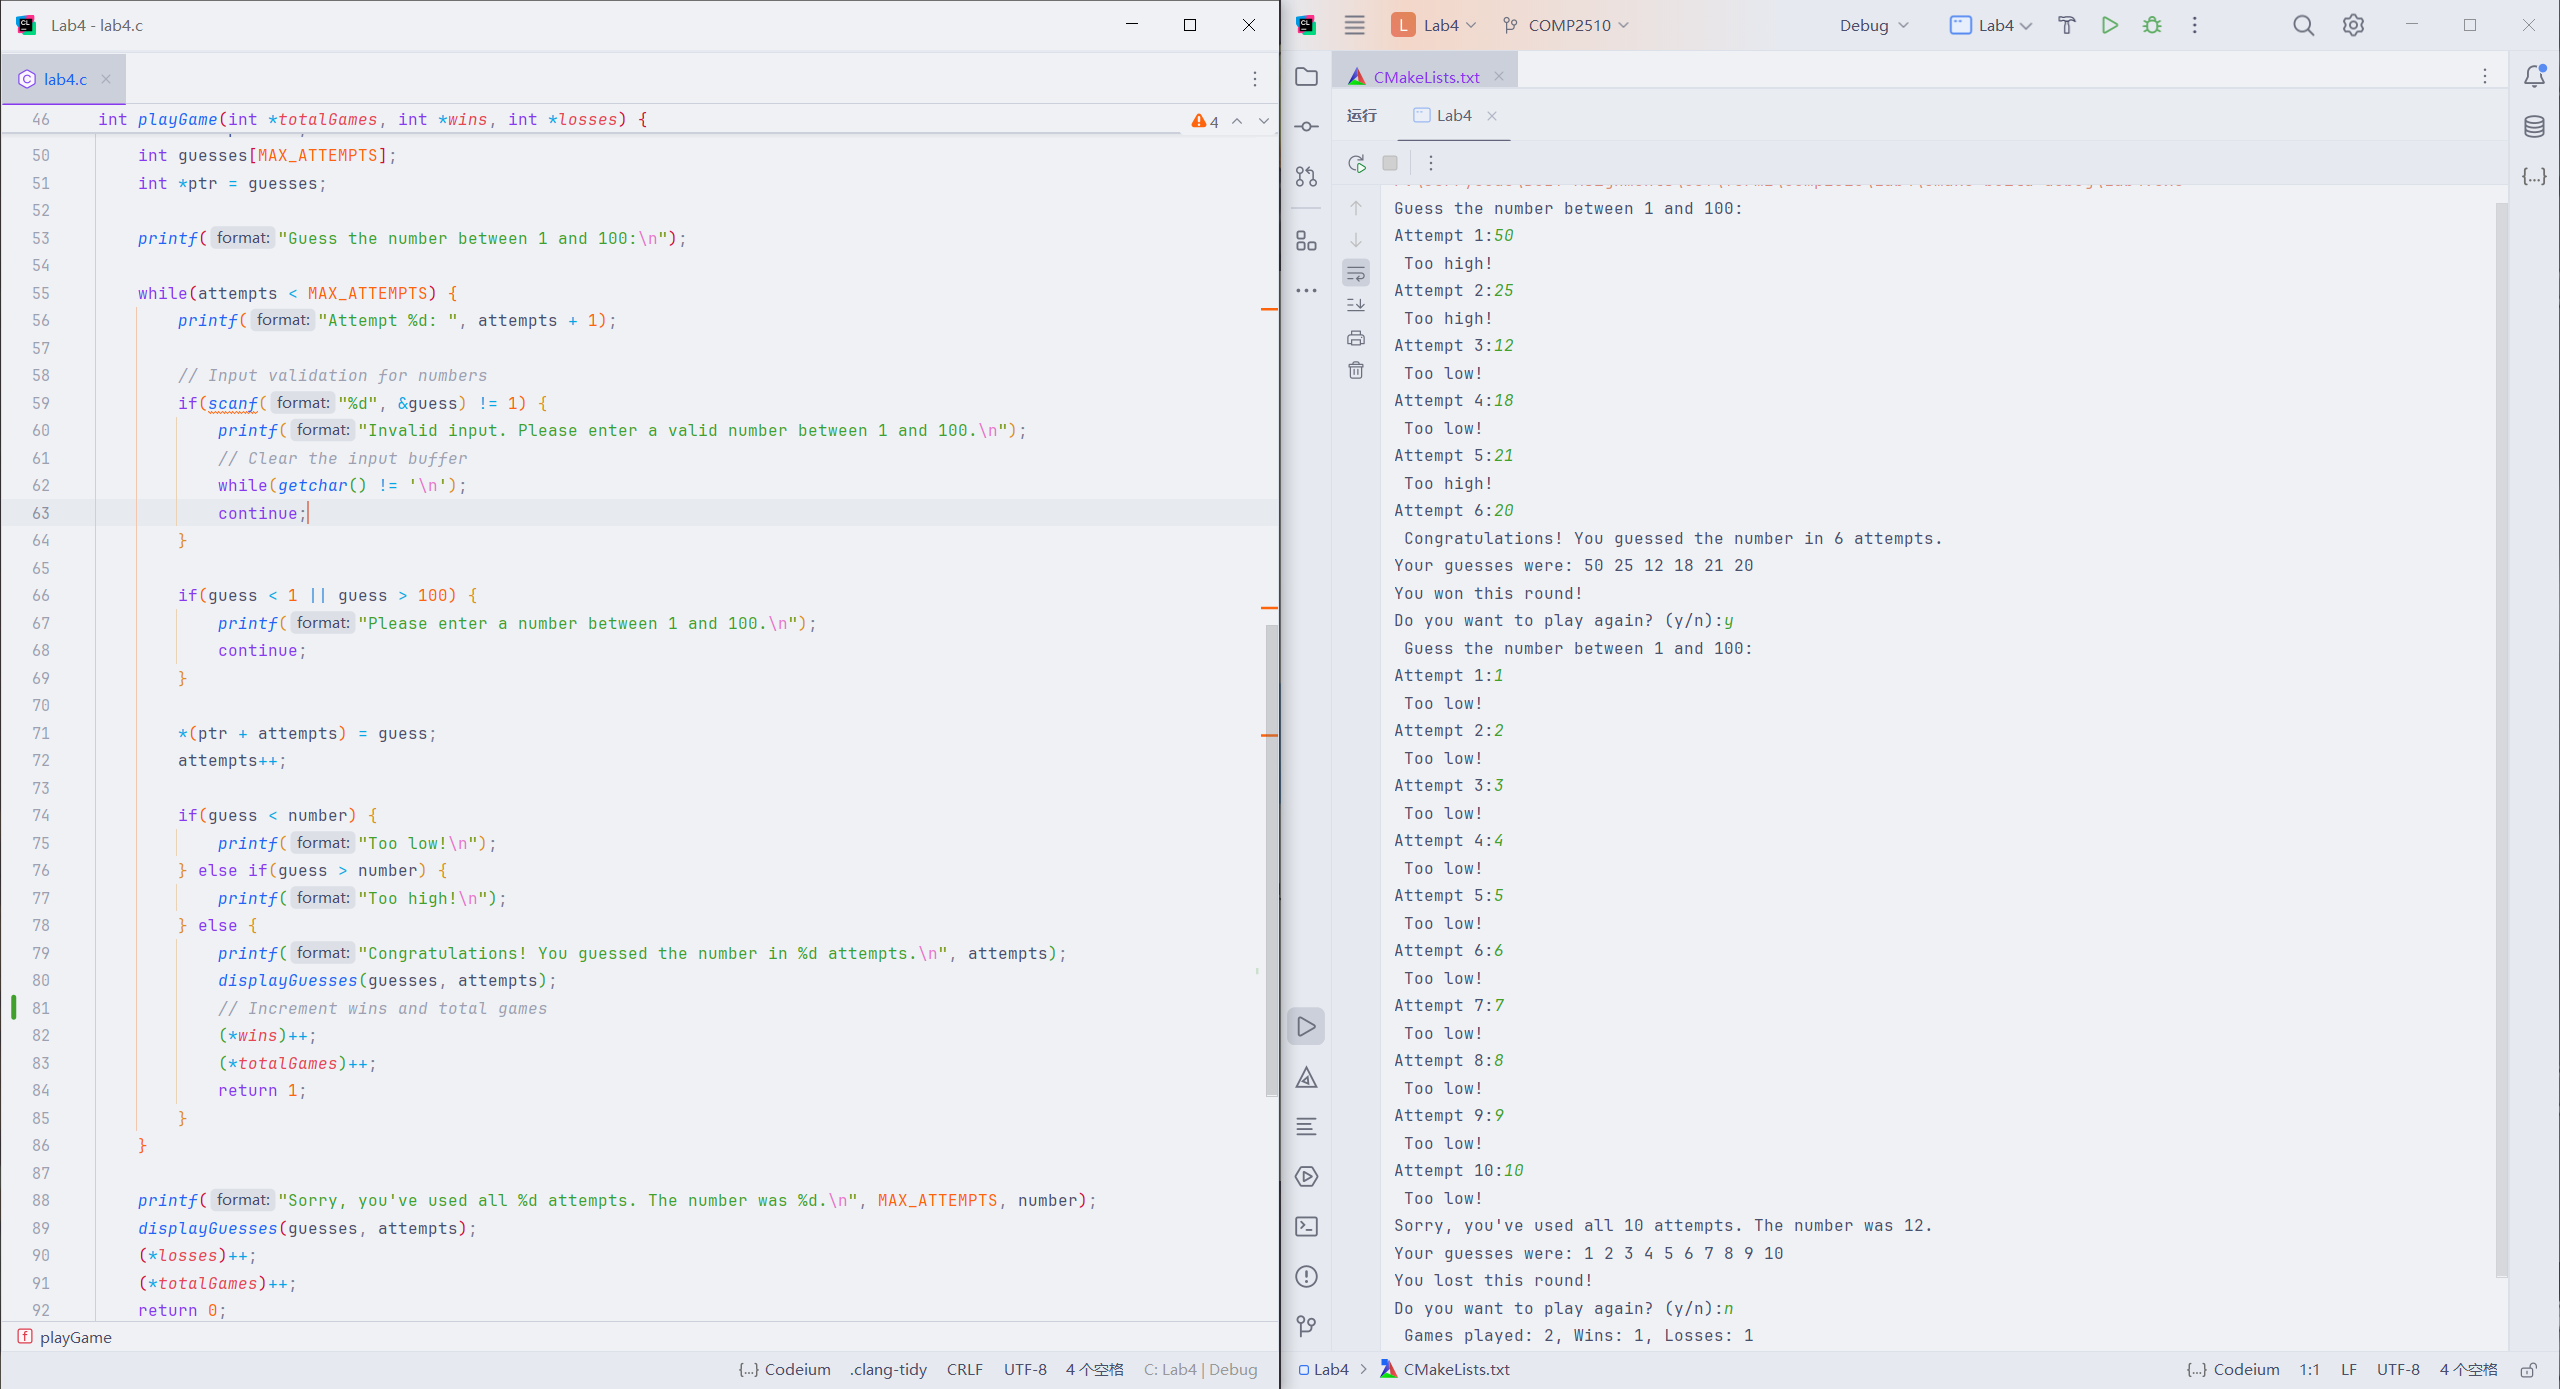 Lab4 - lab4.c
lab4.c
46 int playGame(int *totalGames, int *wins, int *losses) {
4
50 int guesses[MAX_ATTEMPTS];
51 int *ptr = guesses;
52
53 printf( format: "Guess the number between 1 and 100:\n");
54
55 while(attempts < MAX_ATTEMPTS) {
56 printf( format: "Attempt %d: ", attempts + 1);
57
58 // Input validation for numbers
59 if(scanf( format: "%d", &guess) != 1) {
60 printf( format: "Invalid input. Please enter a valid number between 1 and 100.\n");
61 // Clear the input buffer
62 while(getchar() != '\n');
63 continue;
64 }
65
66 if(guess < 1 || guess > 100) {
67 printf( format: "Please enter a number between 1 and 100.\n");
68 continue;
69 }
70
71 *(ptr + attempts) = guess;
72 attempts++;
73
74 if(guess < number) {
75 printf( format: "Too low!\n");
76 } else if(guess > number) {
77 printf( format: "Too high!\n");
78 } else {
79 printf( format: "Congratulations! You guessed the number in %d attempts.\n", attempts);
80 displayGuesses(guesses, attempts);
81 // Increment wins and total games
82 (*wins)++;
83 (*totalGames)++;
84 return 1;
85 }
86 }
87
88 printf( format: "Sorry, you've used all %d attempts. The number was %d.\n", MAX_ATTEMPTS, number);
89 displayGuesses(guesses, attempts);
90 (*losses)++;
91 (*totalGames)++;
92 return 0;
f playGame
{...} Codeium .clang-tidy CRLF UTF-8 4 个空格 C: Lab4 | Debug
L Lab4 COMP2510 Debug Lab4
CMakeLists.txt
运行 Lab4
Guess the number between 1 and 100:
Attempt 1:50
Too high!
Attempt 2:25
Too high!
Attempt 3:12
Too low!
Attempt 4:18
Too low!
Attempt 5:21
Too high!
Attempt 6:20
Congratulations! You guessed the number in 6 attempts.
Your guesses were: 50 25 12 18 21 20
You won this round!
Do you want to play again? (y/n):y
Guess the number between 1 and 100:
Attempt 1:1
Too low!
Attempt 2:2
Too low!
Attempt 3:3
Too low!
Attempt 4:4
Too low!
Attempt 5:5
Too low!
Attempt 6:6
Too low!
Attempt 7:7
Too low!
Attempt 8:8
Too low!
Attempt 9:9
Too low!
Attempt 10:10
Too low!
Sorry, you've used all 10 attempts. The number was 12.
Your guesses were: 1 2 3 4 5 6 7 8 9 10
You lost this round!
Do you want to play again? (y/n):n
Games played: 2, Wins: 1, Losses: 1
Lab4 > CMakeLists.txt {...} Codeium 1:1 LF UTF-8 4 个空格